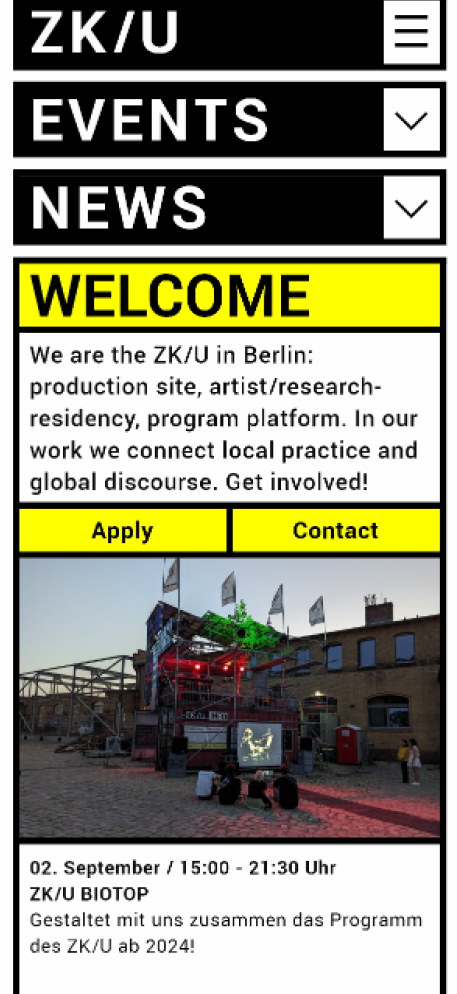 ZK/U
EVENTS
NEWS
WELCOME
We are the ZK/U in Berlin:
production site, artist/research-
residency, program platform. In our
work we connect local practice and
global discourse. Get involved!
Apply
Contact
02. September / 15:00 - 21:30 Uhr
ZK/U BIOTOP
Gestaltet mit uns zusammen das Programm
des ZK/U ab 2024!